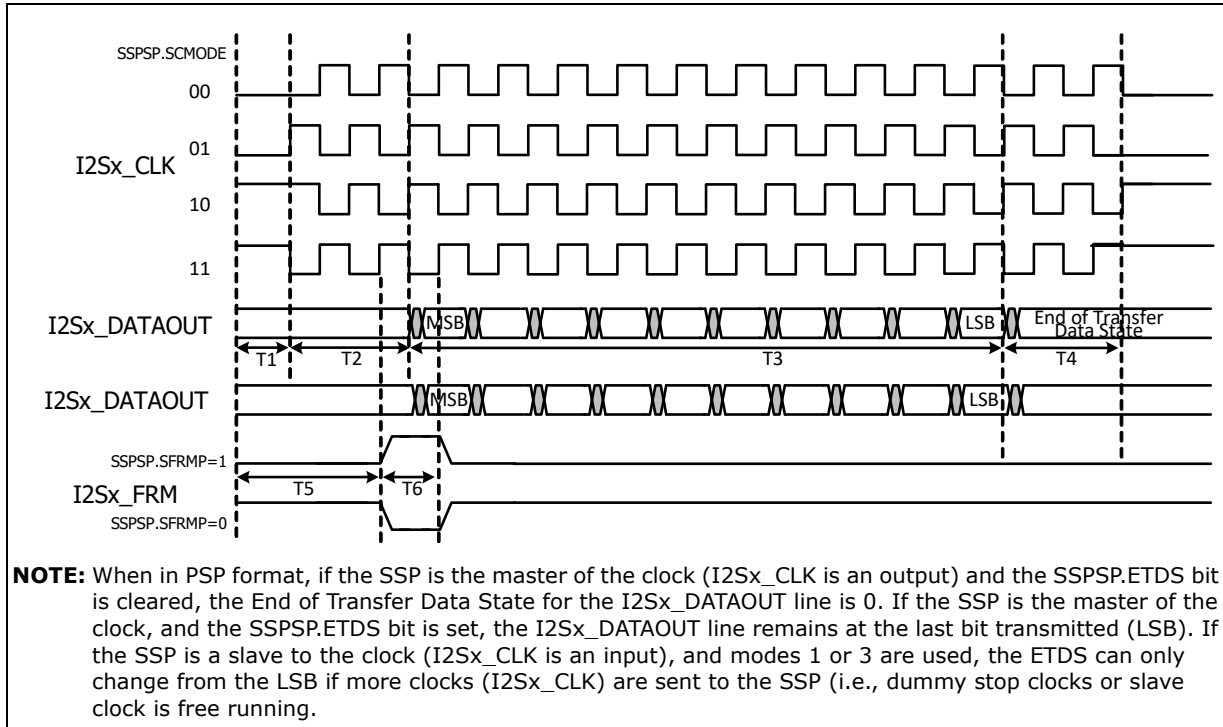 SSPSP.SCMODE
00
01
I2Sx_CLK
10
11
I2Sx_DATAOUT
MSB
LSB
End of Transfer
Data State
T1
T2
T3
T4
I2Sx_DATAOUT
MSB
LSB
SSPSP.SFRMP=1
T5
T6
I2Sx_FRM
SSPSP.SFRMP=0
NOTE: When in PSP format, if the SSP is the master of the clock (I2Sx_CLK is an output) and the SSPSP.ETDS bit
is cleared, the End of Transfer Data State for the I2Sx_DATAOUT line is 0. If the SSP is the master of the
clock, and the SSPSP.ETDS bit is set, the I2Sx_DATAOUT line remains at the last bit transmitted (LSB). If
the SSP is a slave to the clock (I2Sx_CLK is an input), and modes 1 or 3 are used, the ETDS can only
change from the LSB if more clocks (I2Sx_CLK) are sent to the SSP (i.e., dummy stop clocks or slave
clock is free running.